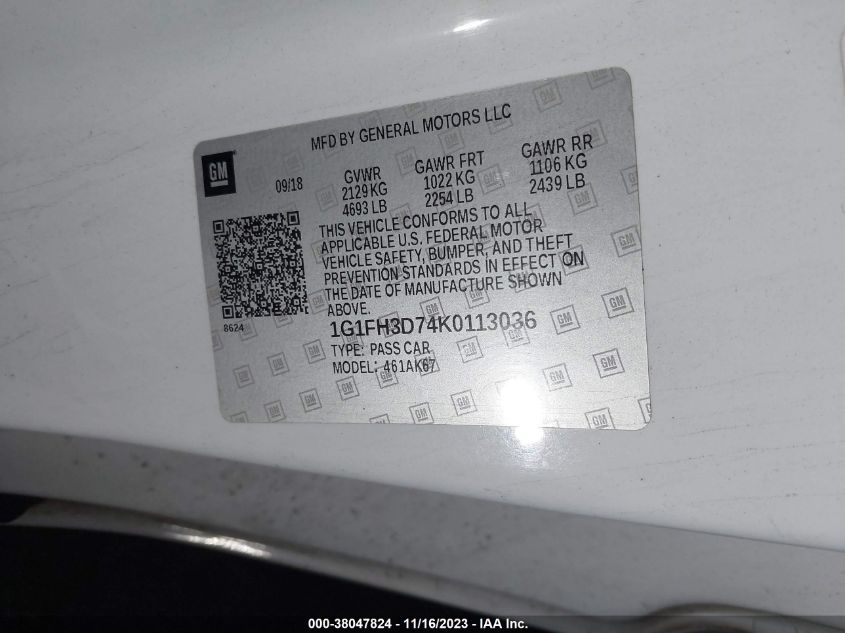 MFD BY GENERAL MOTORS LLC
GM
09/18
GVWR GAWR FRT GAWR RR
2129 KG 1022 KG 1106 KG
4693 LB 2254 LB 2439 LB
THIS VEHICLE CONFORMS TO ALL
APPLICABLE U.S. FEDERAL MOTOR
VEHICLE SAFETY, BUMPER, AND THEFT
PREVENTION STANDARDS IN EFFECT ON
THE DATE OF MANUFACTURE SHOWN
ABOVE.
8624
1G1FH3D74K0113036
TYPE: PASS CAR
MODEL: 461AK67
000-38047824 - 11/16/2023 - IAA Inc.